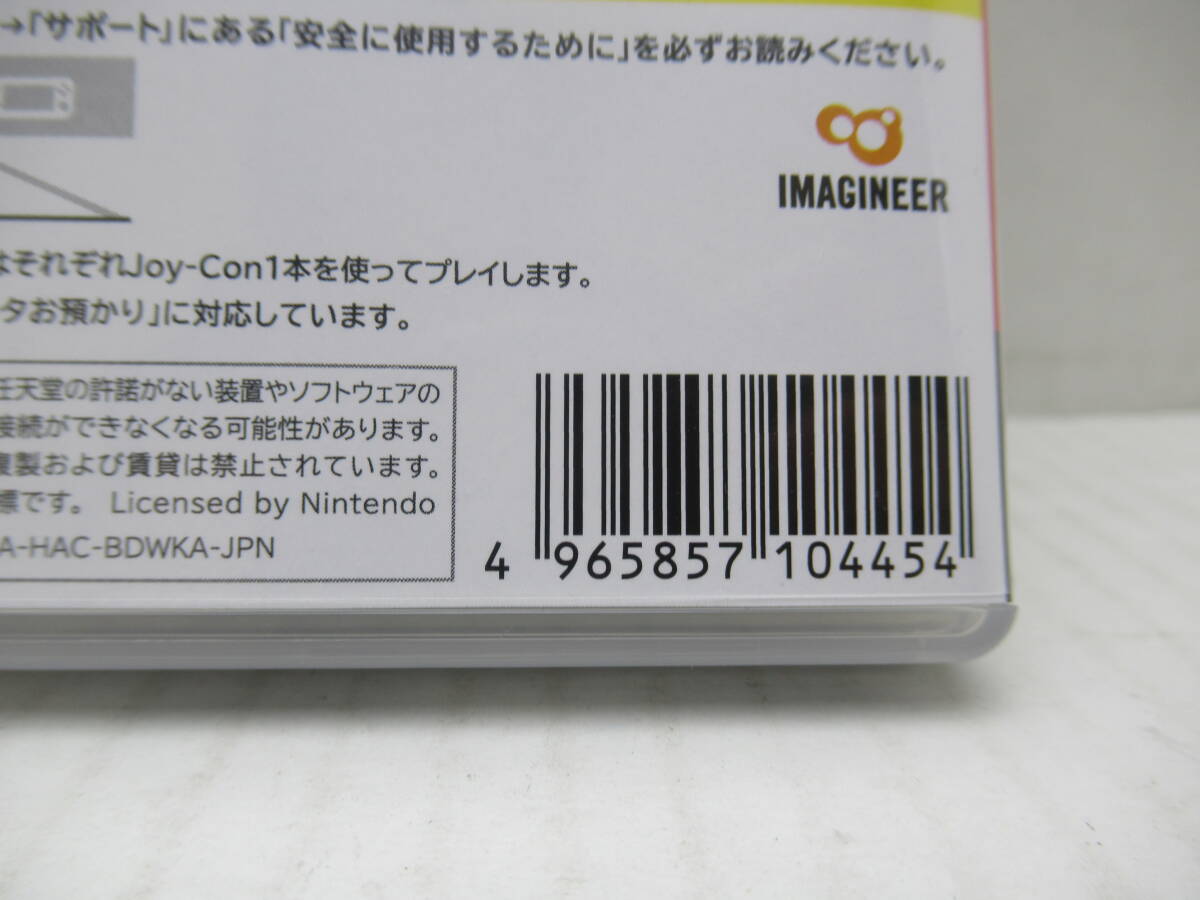 →「サポート」にある「安全に使用するために」を必ずお読みください。
IMAGINEER
はそれぞれJoy-Con1本を使ってプレイします。
タお預かり」に対応しています。
任天堂の許諾がない装置やソフトウェアの
接続ができなくなる可能性があります。
複製および賃貸は禁止されています。
標です。 Licensed by Nintendo
A-HAC-BDWKA-JPN
4 965857 104454